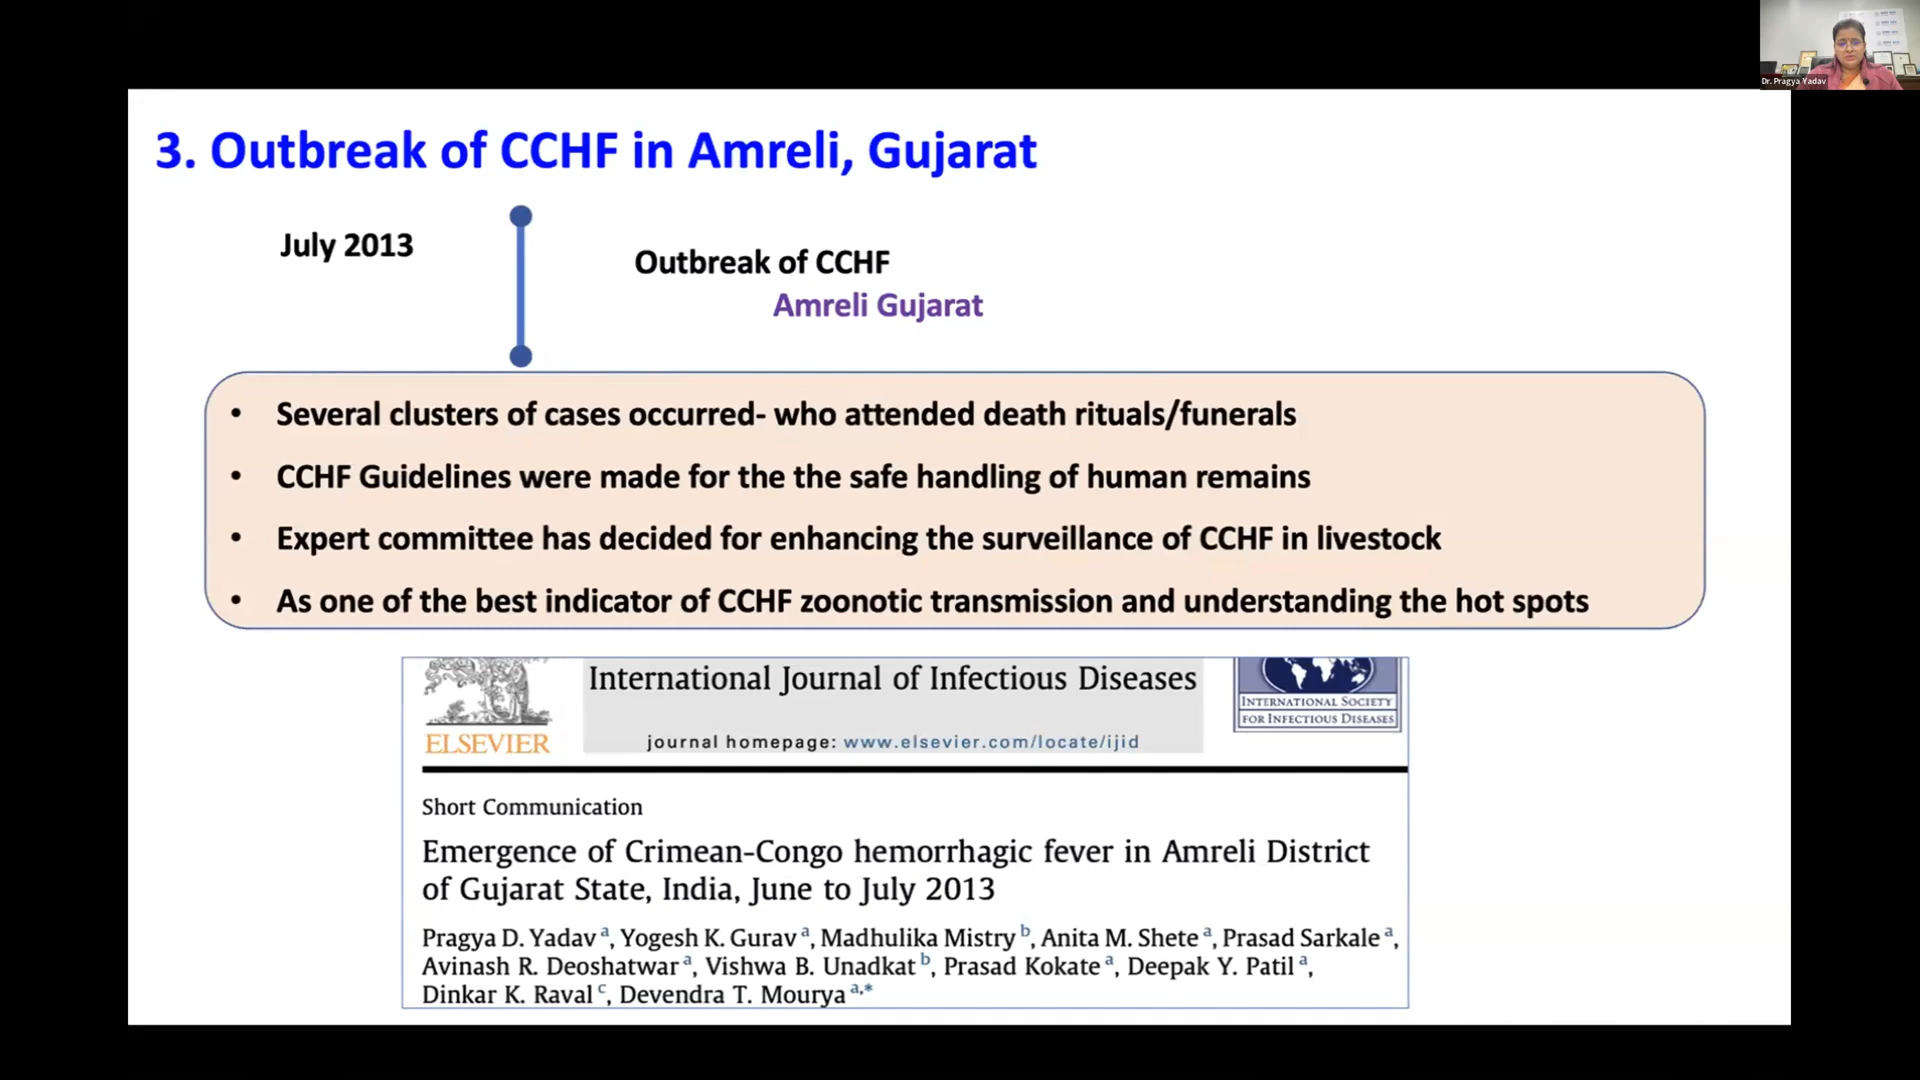 Dr. Pragya Yadav
3. Outbreak of CCHF in Amreli, Gujarat
July 2013
Outbreak of CCHF
Amreli Gujarat
• Several clusters of cases occurred- who attended death rituals/funerals
• CCHF Guidelines were made for the the safe handling of human remains
• Expert committee has decided for enhancing the surveillance of CCHF in livestock
• As one of the best indicator of CCHF zoonotic transmission and understanding the hot spots
International Journal of Infectious Diseases
journal homepage: www.elsevier.com/locate/ijid
ELSEVIER
INTERNATIONAL SOCIETY
FOR INFECTIOUS DISEASES
Short Communication
Emergence of Crimean-Congo hemorrhagic fever in Amreli District
of Gujarat State, India, June to July 2013
Pragya D. Yadav a, Yogesh K. Gurav a, Madhulika Mistry b, Anita M. Shete a, Prasad Sarkale a,
Avinash R. Deoshatwar a, Vishwa B. Unadkat b, Prasad Kokate a, Deepak Y. Patil a,
Dinkar K. Raval c, Devendra T. Mourya a,*